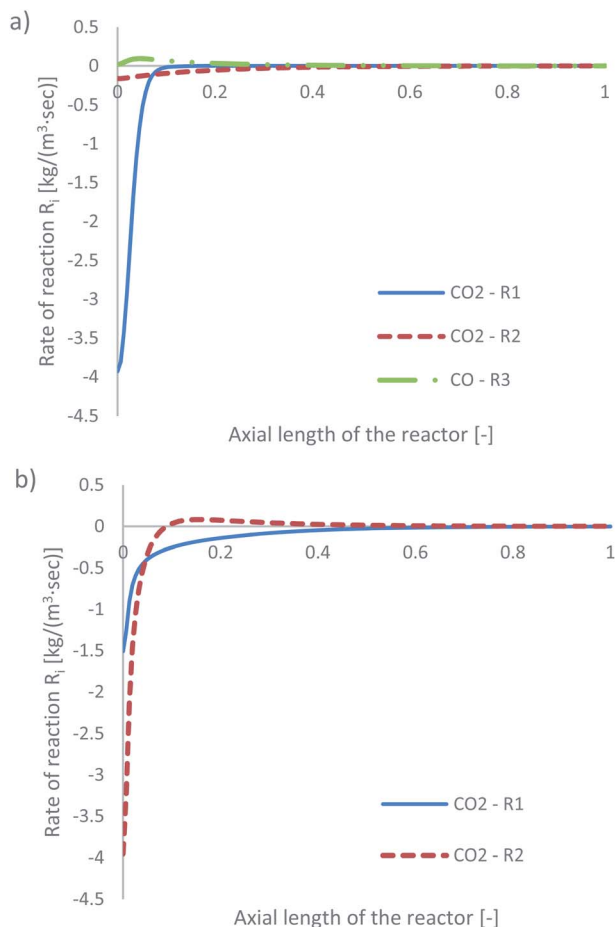 a)
0.5
0
-0.5
-1
-1.5
-2
-2.5
-3
-3.5
-4
-4.5
0 0.2 0.4 0.6 0.8 1
Rate of reaction Rᵢ [kg/(m³·sec)]
CO2 - R1
CO2 - R2
CO - R3
Axial length of the reactor [-]
b)
0.5
0
-0.5
-1
-1.5
-2
-2.5
-3
-3.5
-4
-4.5
0 0.2 0.4 0.6 0.8 1
Rate of reaction Rᵢ [kg/(m³·sec)]
CO2 - R1
CO2 - R2
Axial length of the reactor [-]